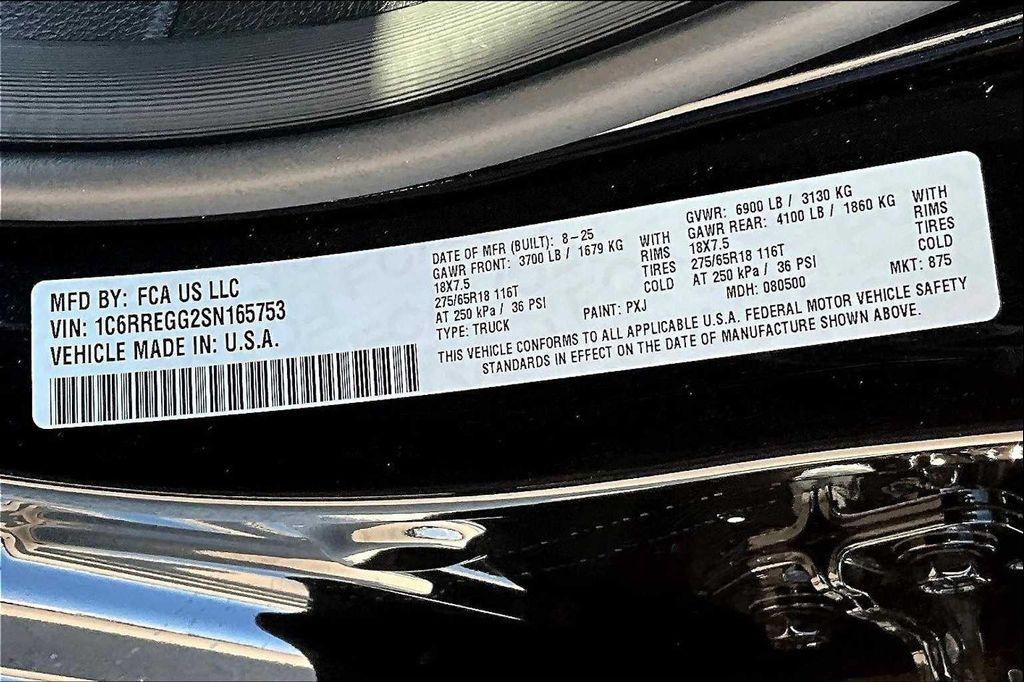 MFD BY: FCA US LLC
VIN: 1C6RREGG2SN165753
VEHICLE MADE IN: U.S.A.
DATE OF MFR (BUILT): 8-25
GAWR FRONT: 3700 LB / 1679 KG WITH
18X7.5 RIMS
275/65R18 116T TIRES
AT 250 kPa / 36 PSI COLD
TYPE: TRUCK PAINT: PXJ
GVWR: 6900 LB / 3130 KG
GAWR REAR: 4100 LB / 1860 KG WITH
18X7.5 RIMS
275/65R18 116T TIRES
AT 250 kPa / 36 PSI COLD
MDH: 080500 MKT: 875
THIS VEHICLE CONFORMS TO ALL APPLICABLE U.S.A. FEDERAL MOTOR VEHICLE SAFETY
STANDARDS IN EFFECT ON THE DATE OF MANUFACTURE SHOWN ABOVE.